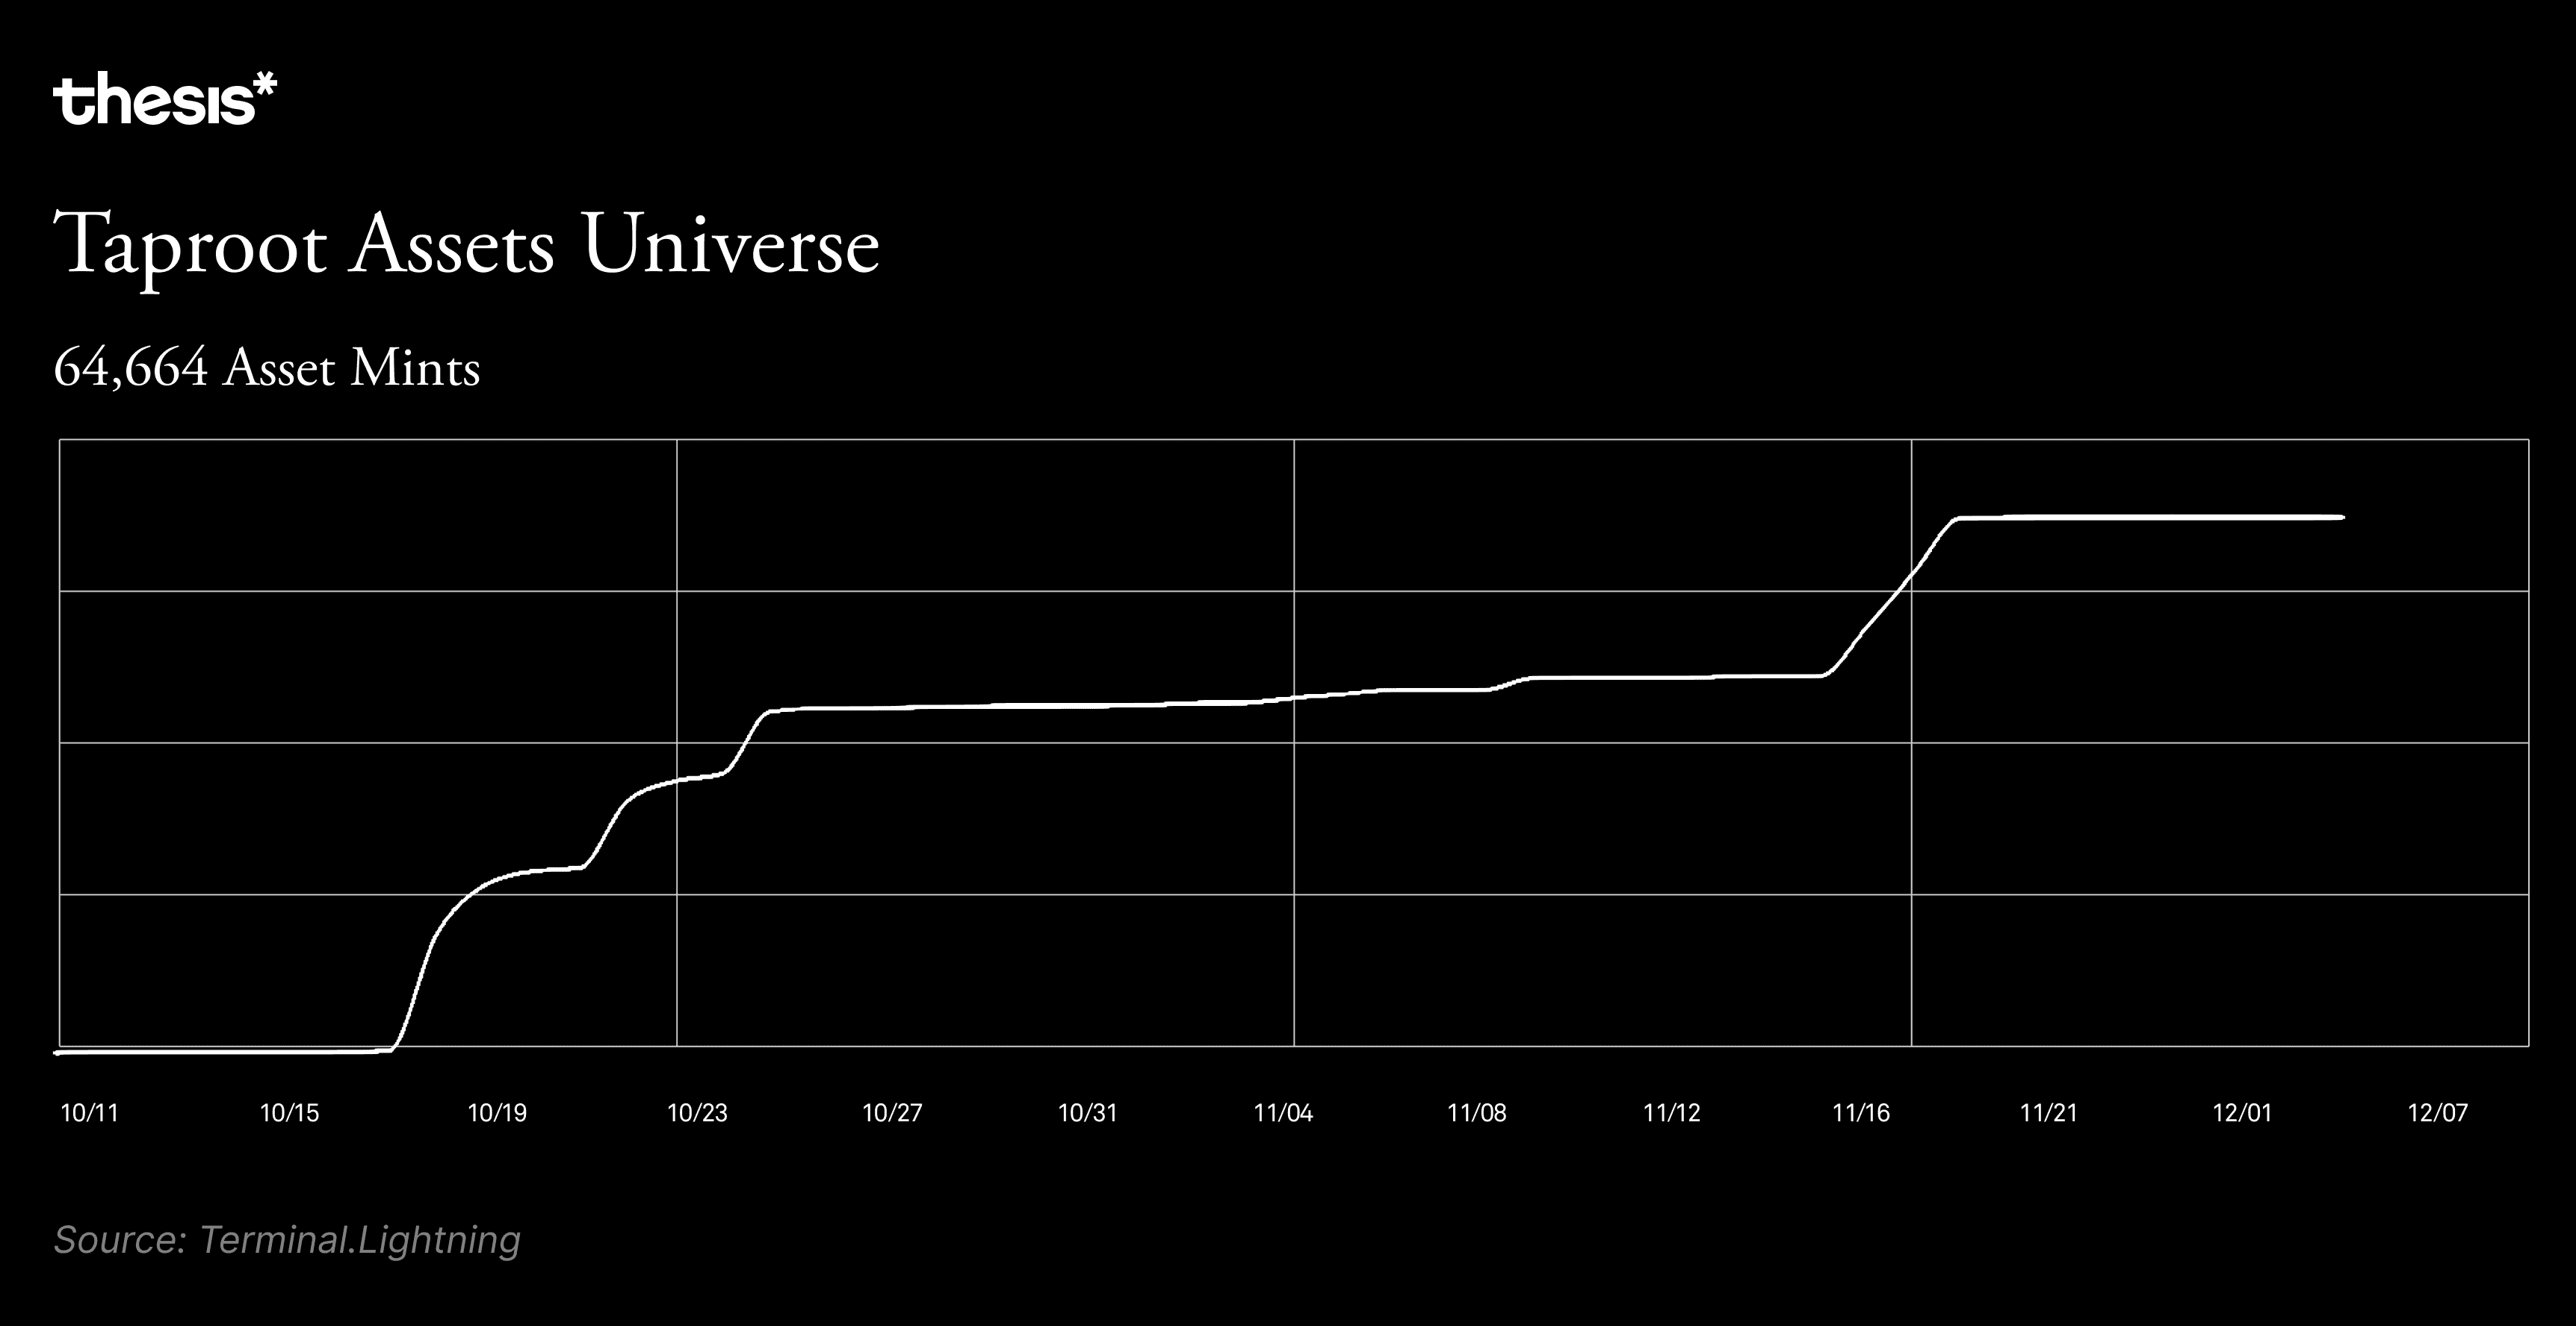 thesis*
Taproot Assets Universe
64,664 Asset Mints
10/11 10/15 10/19 10/23 10/27 10/31 11/04 11/08 11/12 11/16 11/21 12/01 12/07
Source: Terminal.Lightning